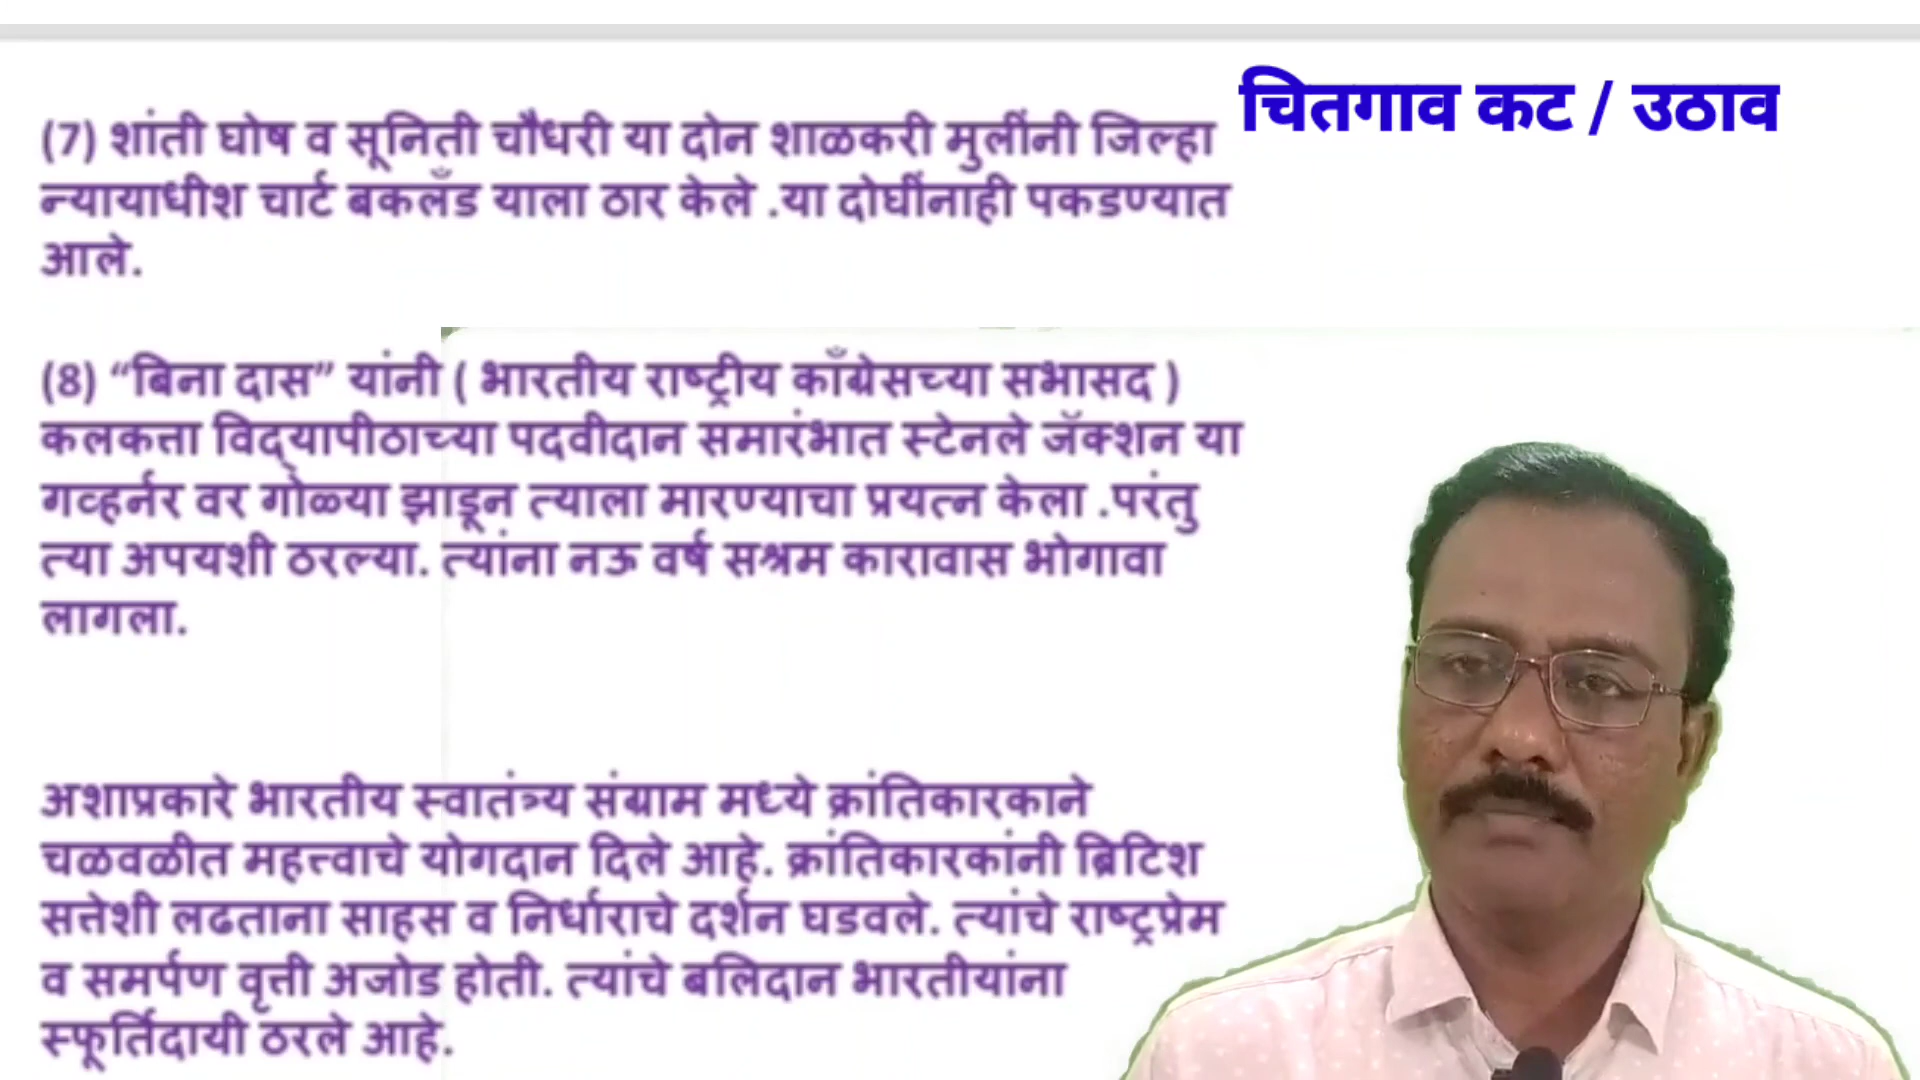 चितगाव कट / उठाव
(7) शांती घोष व सूनिती चौधरी या दोन शाळकरी मुलींनी जिल्हा
न्यायाधीश चार्ट बकलँड याला ठार केले .या दोघींनाही पकडण्यात
आले.
(8) “बिना दास” यांनी ( भारतीय राष्ट्रीय काँग्रेसच्या सभासद )
कलकत्ता विद्यापीठाच्या पदवीदान समारंभात स्टेनले जॅक्शन या
गव्हर्नर वर गोळ्या झाडून त्याला मारण्याचा प्रयत्न केला .परंतु
त्या अपयशी ठरल्या. त्यांना नऊ वर्ष सश्रम कारावास भोगावा
लागला.
अशाप्रकारे भारतीय स्वातंत्र्य संग्राम मध्ये क्रांतिकारकाने
चळवळीत महत्त्वाचे योगदान दिले आहे. क्रांतिकारकांनी ब्रिटिश
सत्तेशी लढताना साहस व निर्धाराचे दर्शन घडवले. त्यांचे राष्ट्रप्रेम
व समर्पण वृत्ती अजोड होती. त्यांचे बलिदान भारतीयांना
स्फूर्तिदायी ठरले आहे.